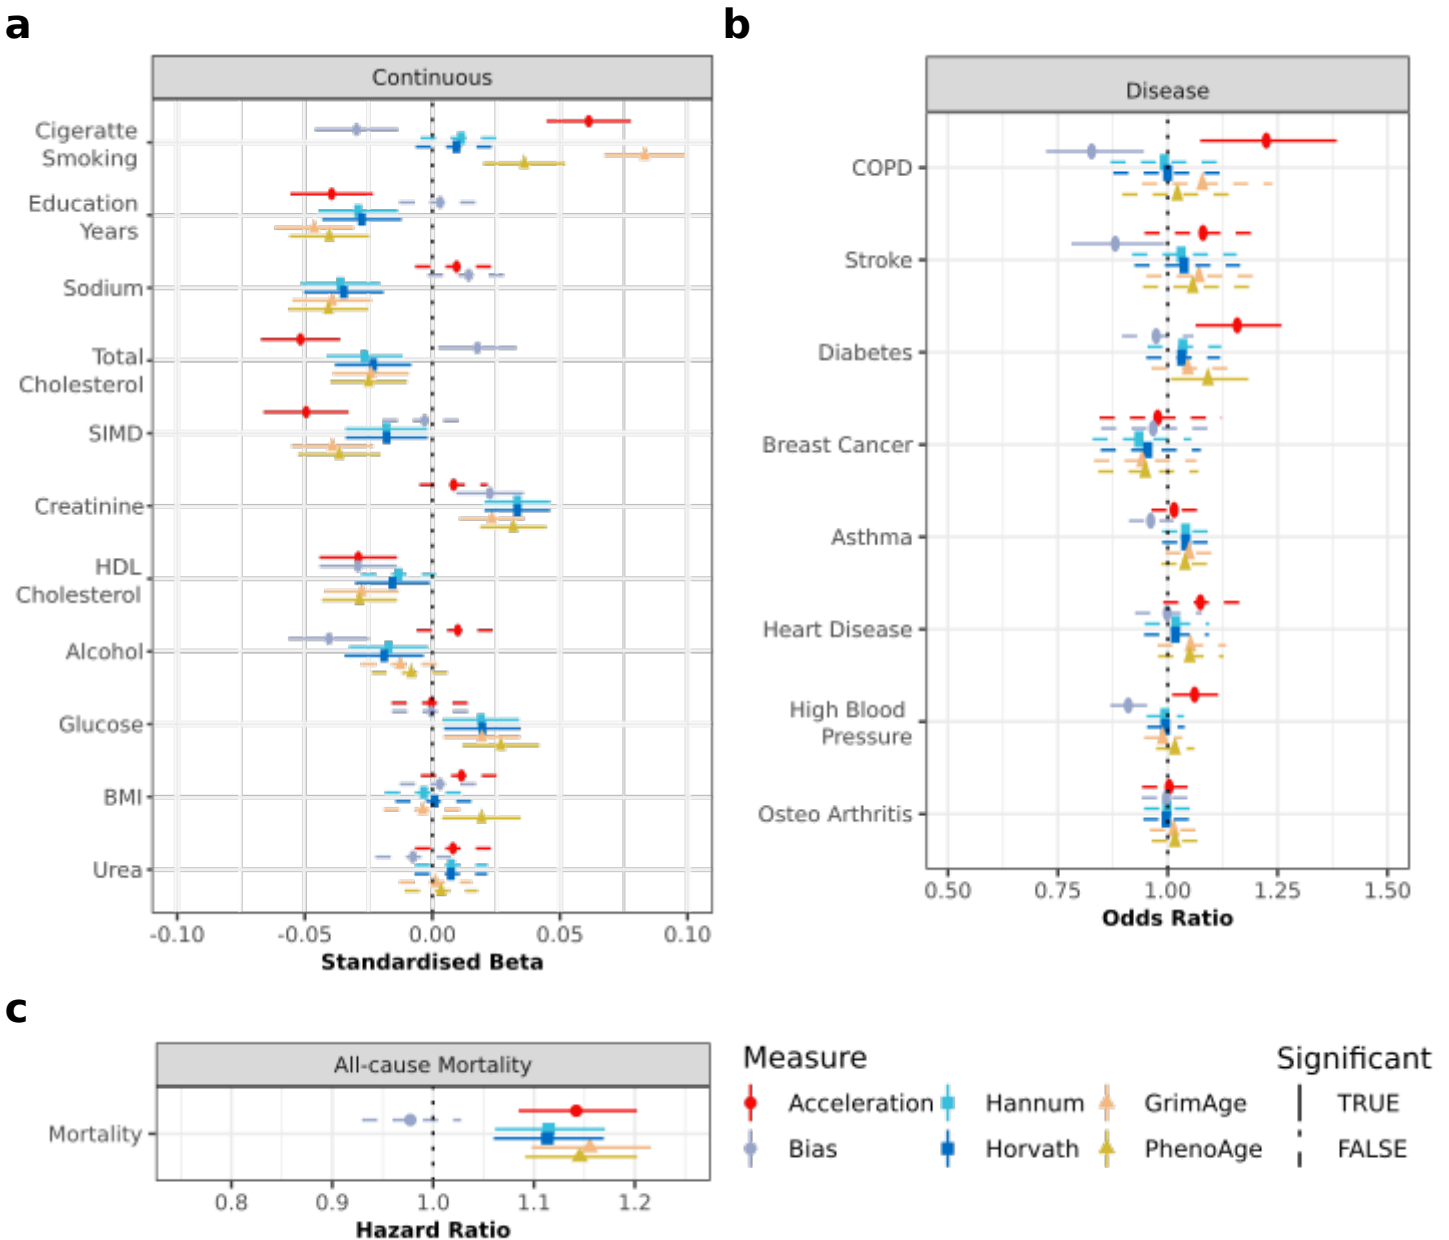 a
Continuous
Cigeratte
Smoking
Education
Years
Sodium
Total
Cholesterol
SIMD
Creatinine
HDL
Cholesterol
Alcohol
Glucose
BMI
Urea
-0.10 -0.05 0.00 0.05 0.10
Standardised Beta
b
Disease
COPD
Stroke
Diabetes
Breast Cancer
Asthma
Heart Disease
High Blood
Pressure
Osteo Arthritis
0.50 0.75 1.00 1.25 1.50
Odds Ratio
c
All-cause Mortality
Mortality
0.8 0.9 1.0 1.1 1.2
Hazard Ratio
Measure
Acceleration Hannum GrimAge
Bias Horvath PhenoAge
Significant
TRUE
FALSE